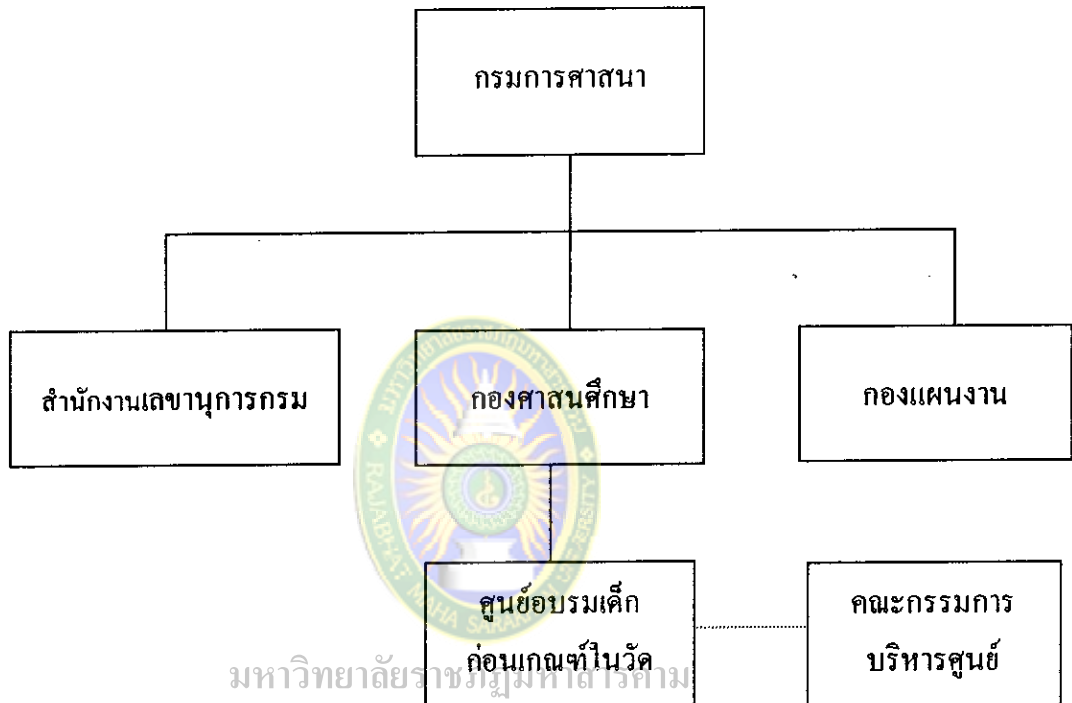 กรมการศาสนา
สำนักงานเลขานุการกรม
กองศาสนศึกษา
กองแผนงาน
ศูนย์อบรมเด็ก
ก่อนเกณฑ์ในวัด
คณะกรรมการ
บริหารศูนย์
RAJABHAT MAHA SARAKHAM UNIVERSITY
มหาวิทยาลัยราชภัฏมหาสารคาม